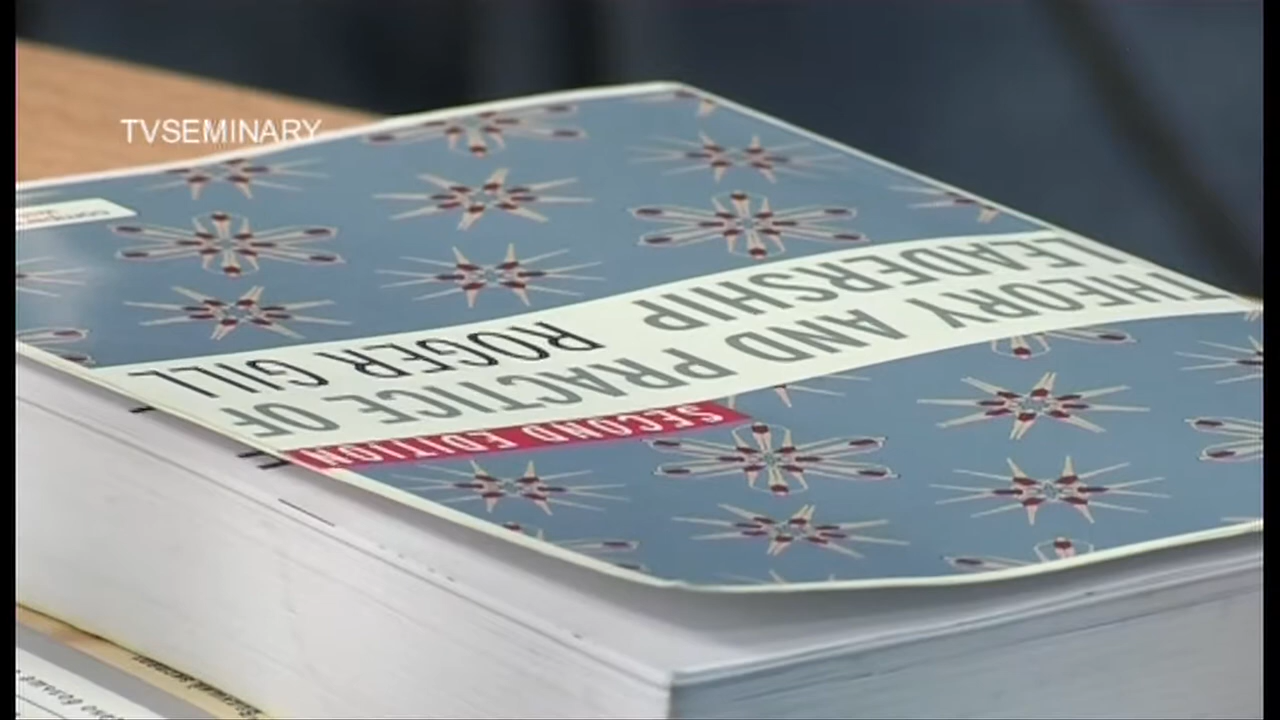 TVSEMINARY
SECOND EDITION
THEORY AND PRACTICE OF
LEADERSHIP ROGER GILL